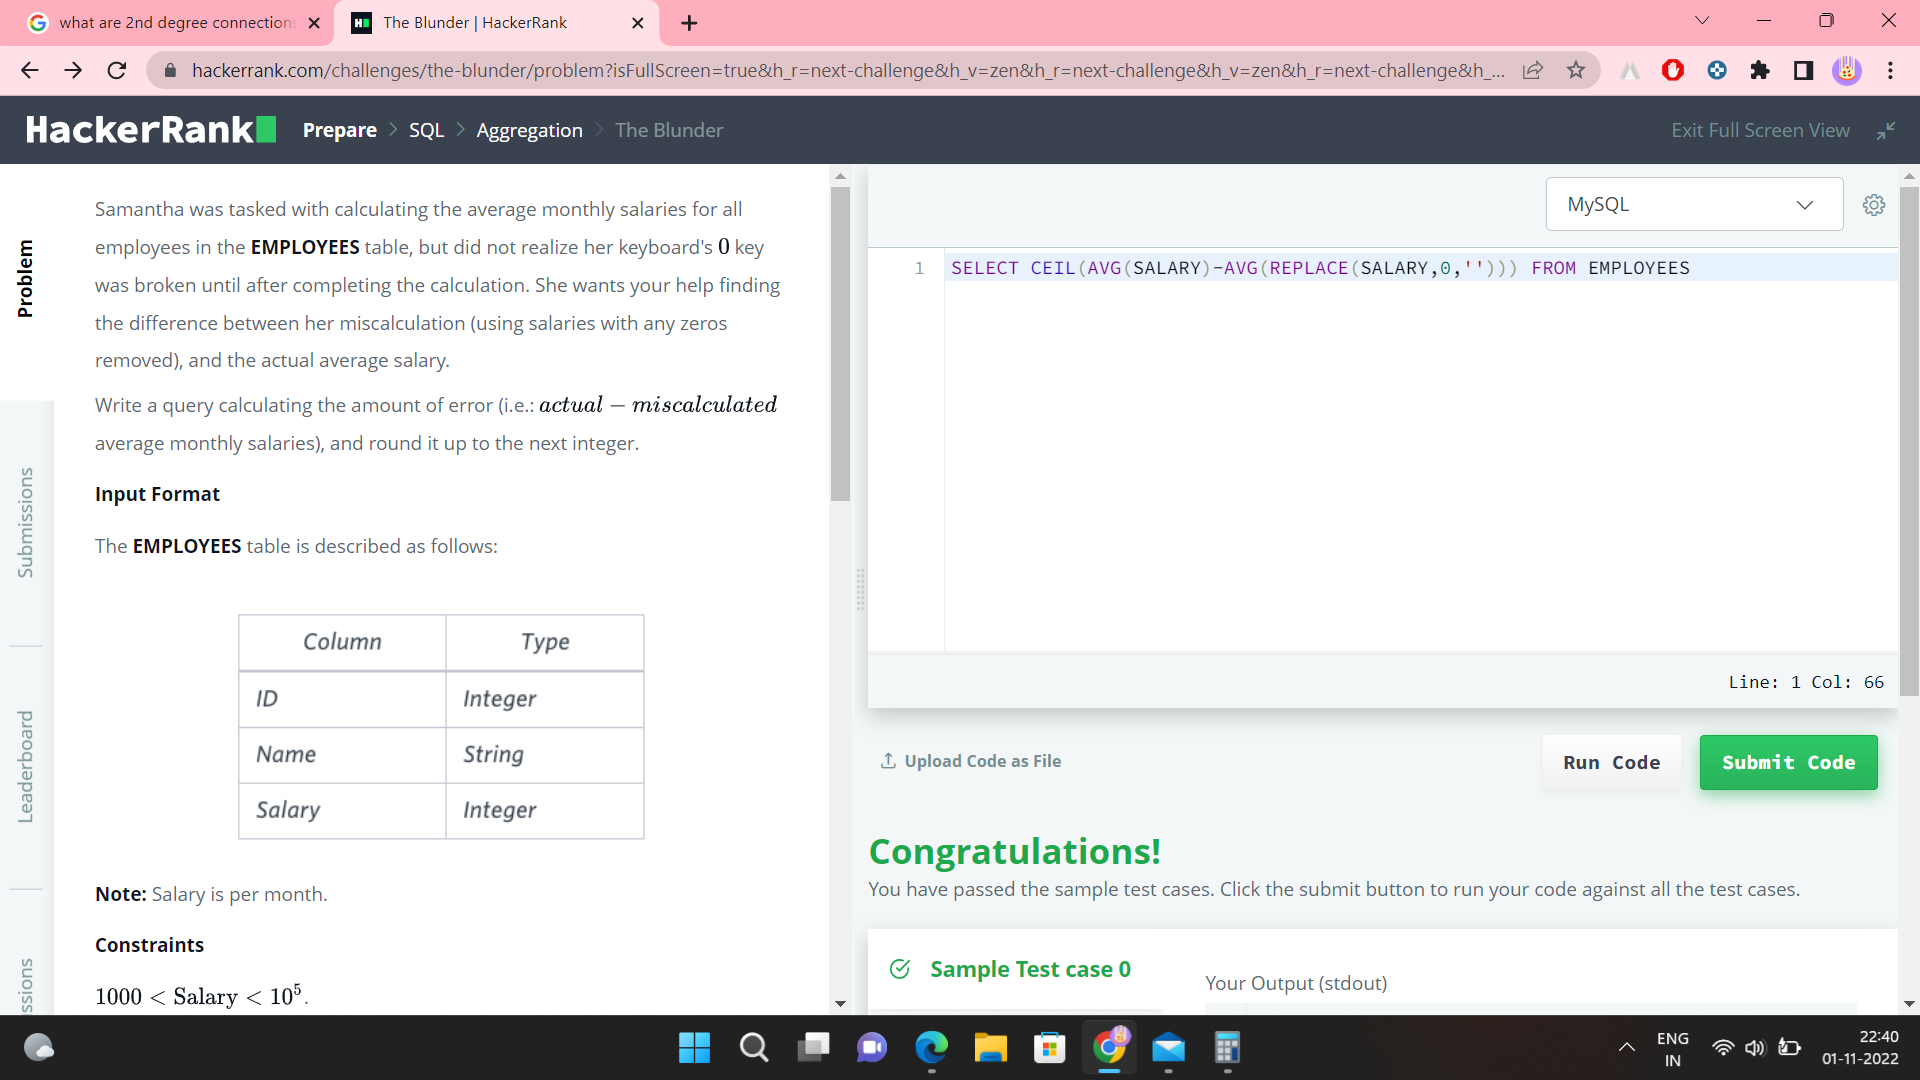 what are 2nd degree connections
The Blunder | HackerRank
hackerrank.com/challenges/the-blunder/problem?isFullScreen=true&h_r=next-challenge&h_v=zen&h_r=next-challenge&h_v=zen&h_r=next-challenge&h_...
HackerRank
Prepare > SQL > Aggregation > The Blunder
Exit Full Screen View
Problem
Submissions
Leaderboard
ssions
Samantha was tasked with calculating the average monthly salaries for all
employees in the EMPLOYEES table, but did not realize her keyboard's 0 key
was broken until after completing the calculation. She wants your help finding
the difference between her miscalculation (using salaries with any zeros
removed), and the actual average salary.
Write a query calculating the amount of error (i.e.: actual − miscalculated
average monthly salaries), and round it up to the next integer.
Input Format
The EMPLOYEES table is described as follows:
Column Type
ID Integer
Name String
Salary Integer
Note: Salary is per month.
Constraints
1000 < Salary < 10⁵.
MySQL
1 SELECT CEIL(AVG(SALARY)-AVG(REPLACE(SALARY,0,''))) FROM EMPLOYEES
Line: 1 Col: 66
Upload Code as File
Run Code
Submit Code
Congratulations!
You have passed the sample test cases. Click the submit button to run your code against all the test cases.
Sample Test case 0
Your Output (stdout)
ENG
IN
22:40
01-11-2022